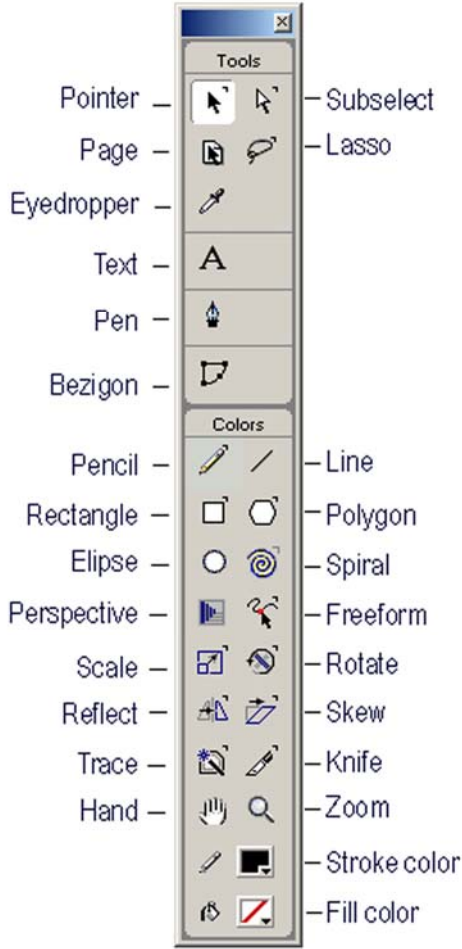 Tools
Pointer – – Subselect
Page – – Lasso
Eyedropper –
Text – A
Pen –
Bezigon –
Colors
Pencil – – Line
Rectangle – – Polygon
Elipse – – Spiral
Perspective – – Freeform
Scale – – Rotate
Reflect – – Skew
Trace – – Knife
Hand – – Zoom
– Stroke color
– Fill color